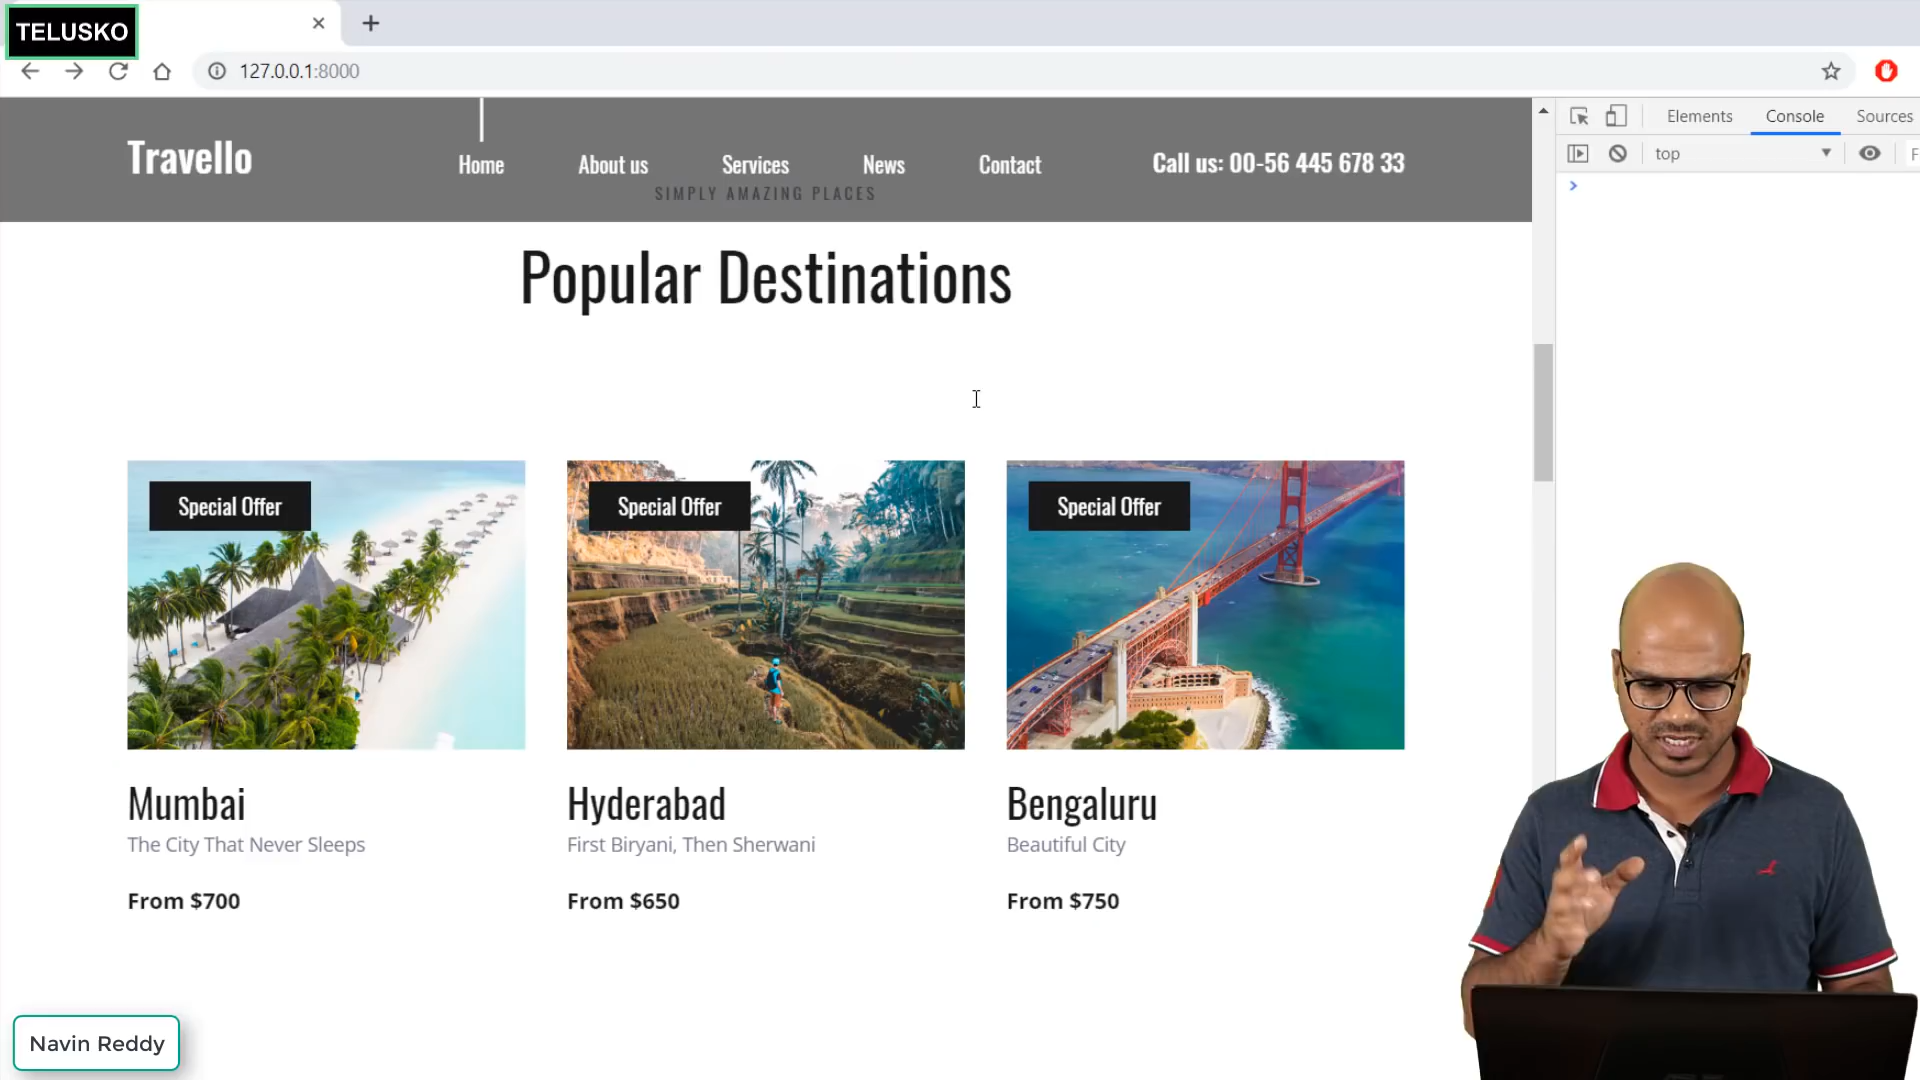 TELUSKO
127.0.0.1:8000
Elements Console Sources
top
F
Travello
Home About us Services News Contact
Call us: 00-56 445 678 33
SIMPLY AMAZING PLACES
Popular Destinations
Special Offer
Special Offer
Special Offer
Mumbai
The City That Never Sleeps
From $700
Hyderabad
First Biryani, Then Sherwani
From $650
Bengaluru
Beautiful City
From $750
Navin Reddy